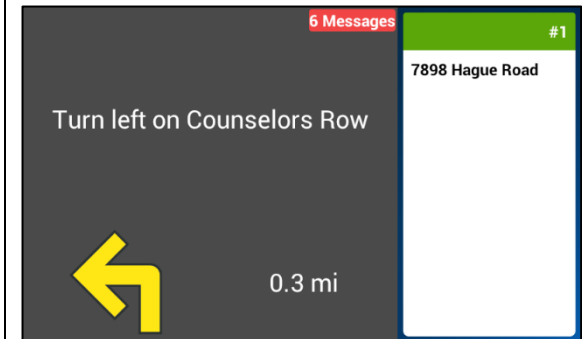 6 Messages
Turn left on Counselors Row
0.3 mi
#1
7898 Hague Road